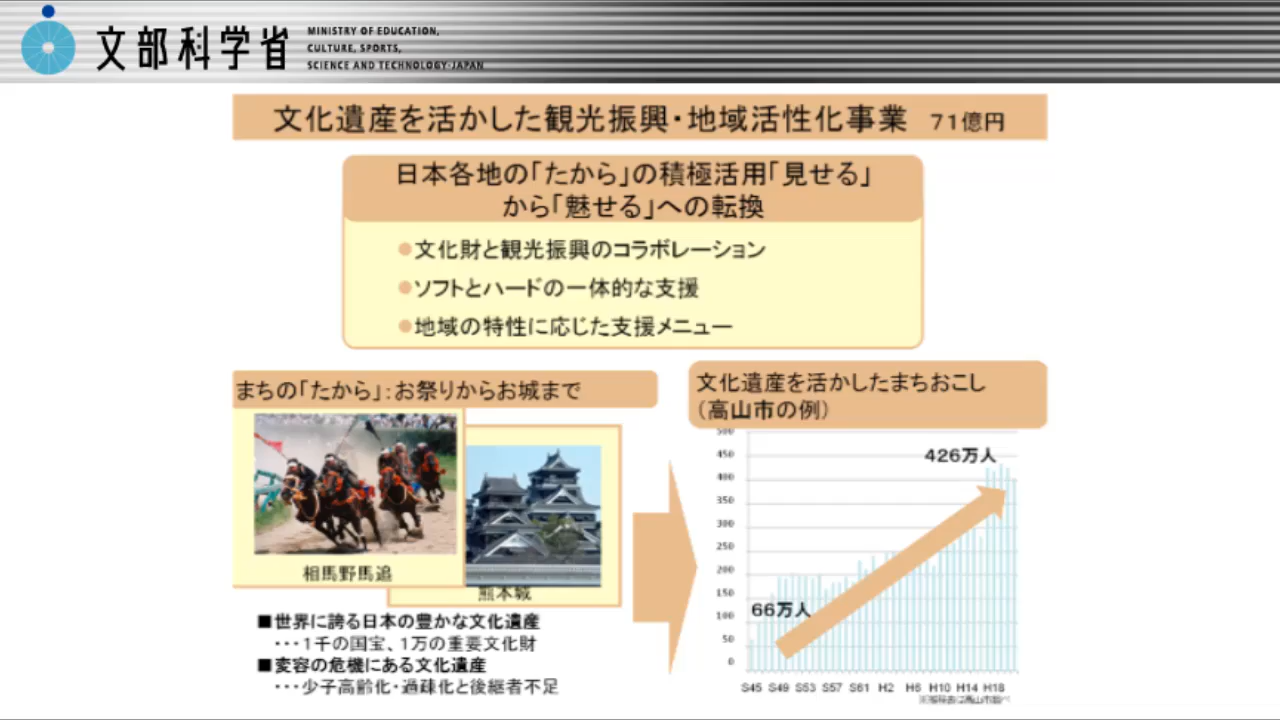 文部科学省
MINISTRY OF EDUCATION,
CULTURE, SPORTS,
SCIENCE AND TECHNOLOGY-JAPAN
文化遺産を活かした観光振興・地域活性化事業 71億円
日本各地の「たから」の積極活用「見せる」
から「魅せる」への転換
●文化財と観光振興のコラボレーション
●ソフトとハードの一体的な支援
●地域の特性に応じた支援メニュー
まちの「たから」：お祭りからお城まで
相馬野馬追
熊本城
■世界に誇る日本の豊かな文化遺産
・・・1千の国宝、1万の重要文化財
■変容の危機にある文化遺産
・・・少子高齢化・過疎化と後継者不足
文化遺産を活かしたまちおこし
（高山市の例）
500
450
400
350
300
250
200
150
100
50
0
426万人
66万人
S45 S49 S53 S57 S61 H2 H6 H10 H14 H18